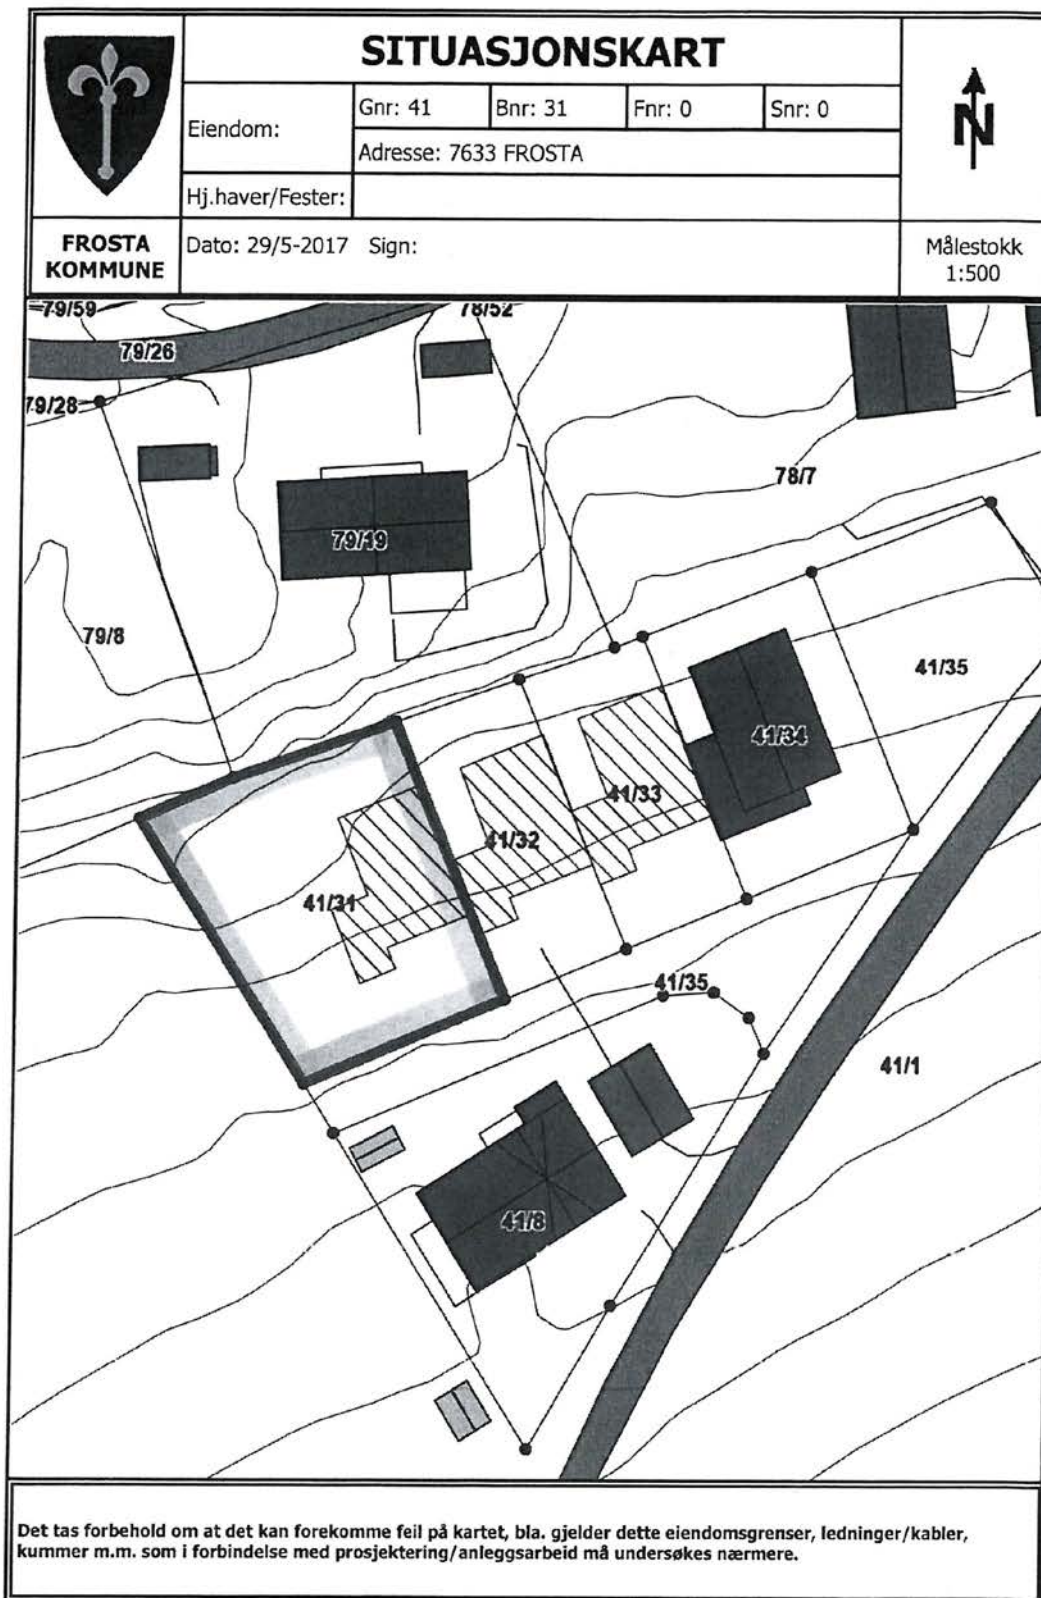 SITUASJONSKART
Eiendom:
Gnr: 41
Bnr: 31
Fnr: 0
Snr: 0
Adresse: 7633 FROSTA
Hj.haver/Fester:
N
FROSTA
KOMMUNE
Dato: 29/5-2017 Sign:
Målestokk
1:500
79/59
78/52
79/26
79/28
78/7
79/19
79/8
41/35
41/34
41/33
41/32
41/31
41/35
41/1
41/8
Det tas forbehold om at det kan forekomme feil på kartet, bla. gjelder dette eiendomsgrenser, ledninger/kabler,
kummer m.m. som i forbindelse med prosjektering/anleggsarbeid må undersøkes nærmere.